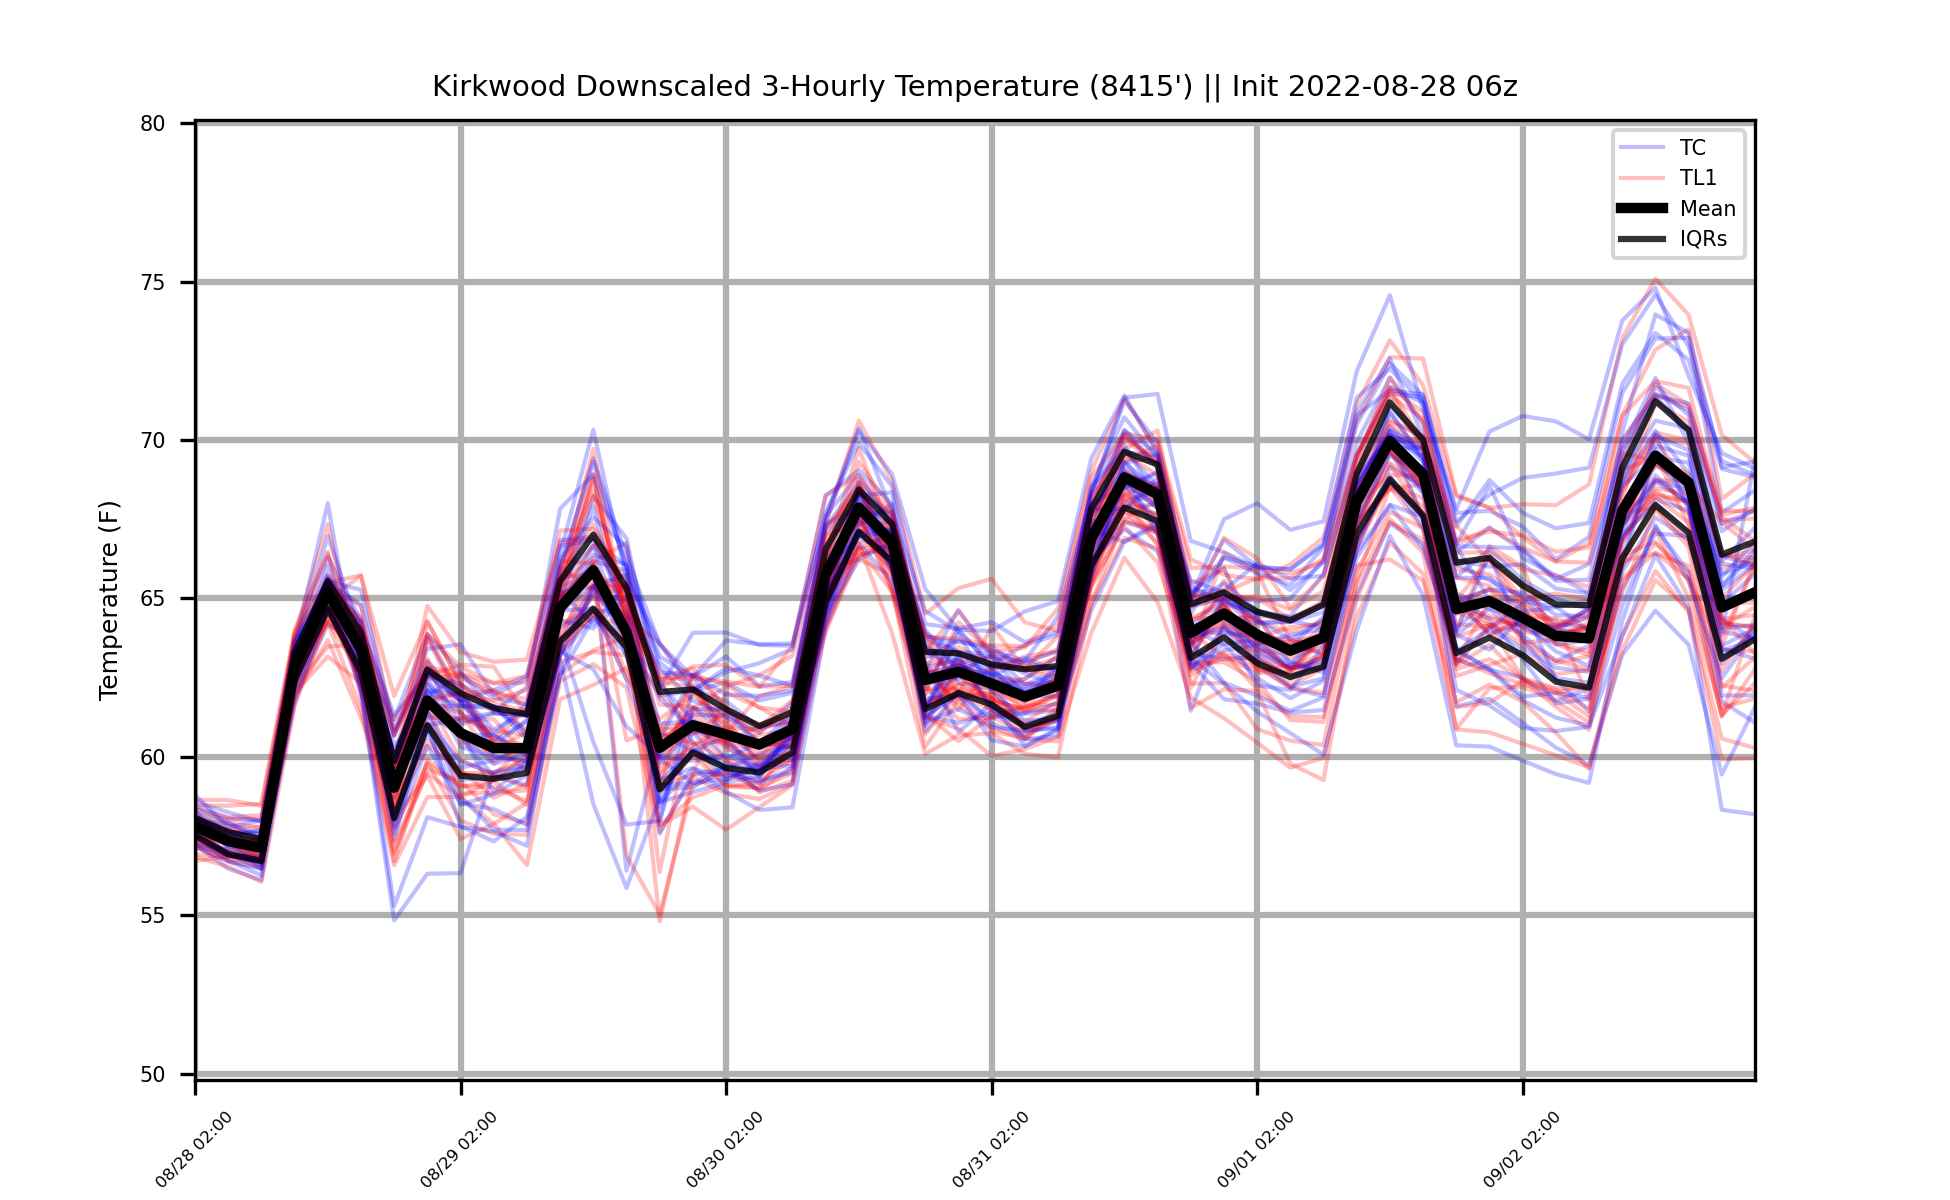 Kirkwood Downscaled 3-Hourly Temperature (8415') || Init 2022-08-28 06z
TC
TL1
Mean
IQRs
Temperature (F)
80
75
70
65
60
55
50
08/28 02:00
08/29 02:00
08/30 02:00
08/31 02:00
09/01 02:00
09/02 02:00